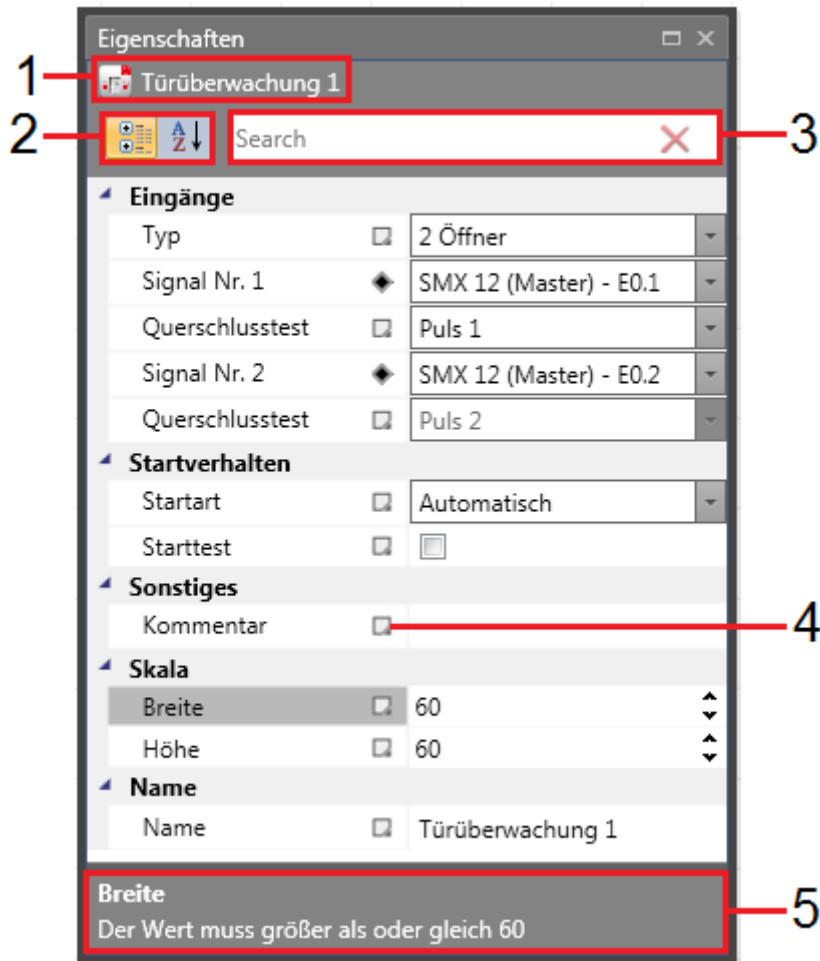 Eigenschaften
1
Türüberwachung 1
2
A
Z
Search
3
Eingänge
Typ 2 Öffner
Signal Nr. 1 SMX 12 (Master) - E0.1
Querschlusstest Puls 1
Signal Nr. 2 SMX 12 (Master) - E0.2
Querschlusstest Puls 2
Startverhalten
Startart Automatisch
Starttest
Sonstiges
Kommentar 4
Skala
Breite 60
Höhe 60
Name
Name Türüberwachung 1
Breite
Der Wert muss größer als oder gleich 60
5